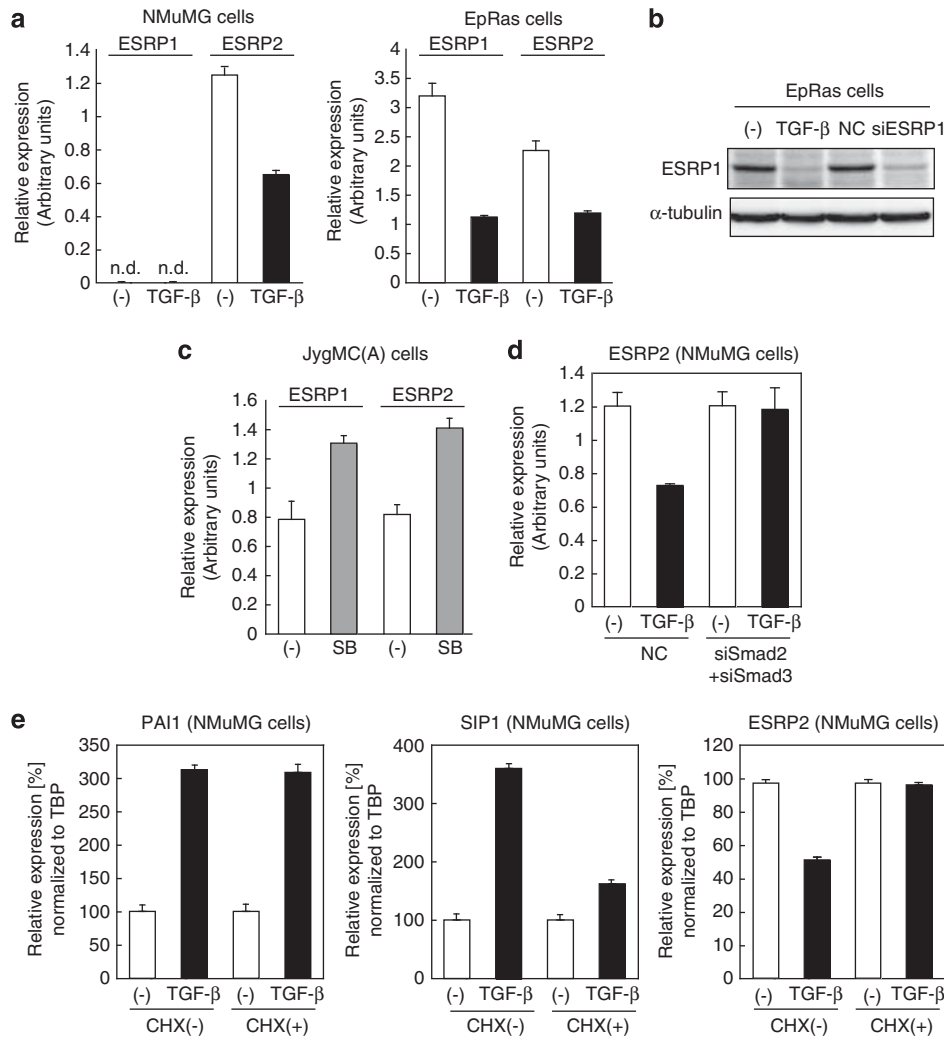 a
NMuMG cells
ESRP1 ESRP2
Relative expression
(Arbitrary units)
1.4
1.2
1
0.8
0.6
0.4
0.2
0
n.d. n.d.
(-) TGF-β (-) TGF-β
EpRas cells
ESRP1 ESRP2
Relative expression
(Arbitrary units)
4
3.5
3
2.5
2
1.5
1
0.5
0
(-) TGF-β (-) TGF-β
b
EpRas cells
(-) TGF-β NC siESRP1
ESRP1
α-tubulin
c
JygMC(A) cells
ESRP1 ESRP2
Relative expression
(Arbitrary units)
1.6
1.4
1.2
1
0.8
0.6
0.4
0.2
0
(-) SB (-) SB
d
ESRP2 (NMuMG cells)
Relative expression
(Arbitrary units)
1.4
1.2
1
0.8
0.6
0.4
0.2
0
(-) TGF-β (-) TGF-β
NC siSmad2
+siSmad3
e
PAI1 (NMuMG cells)
Relative expression [%]
normalized to TBP
350
300
250
200
150
100
50
0
(-) TGF-β (-) TGF-β
CHX(-) CHX(+)
SIP1 (NMuMG cells)
Relative expression [%]
normalized to TBP
400
300
200
100
0
(-) TGF-β (-) TGF-β
CHX(-) CHX(+)
ESRP2 (NMuMG cells)
Relative expression [%]
normalized to TBP
120
100
80
60
40
20
10
0
(-) TGF-β (-) TGF-β
CHX(-) CHX(+)